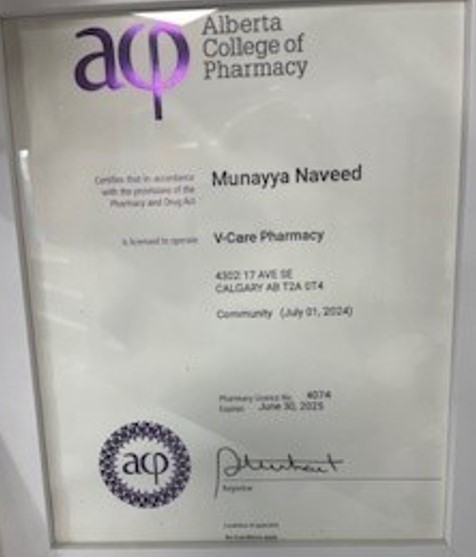 acp
Alberta
College of
Pharmacy
Certifies that in accordance
with the provisions of the
Pharmacy and Drug Act
Munayya Naveed
is licensed to operate
V-Care Pharmacy
4302 17 AVE SE
CALGARY AB T2A 0T4
Community (July 01, 2024)
Pharmacy Licence No. 4074
Expires June 30, 2025
acp
Registrar